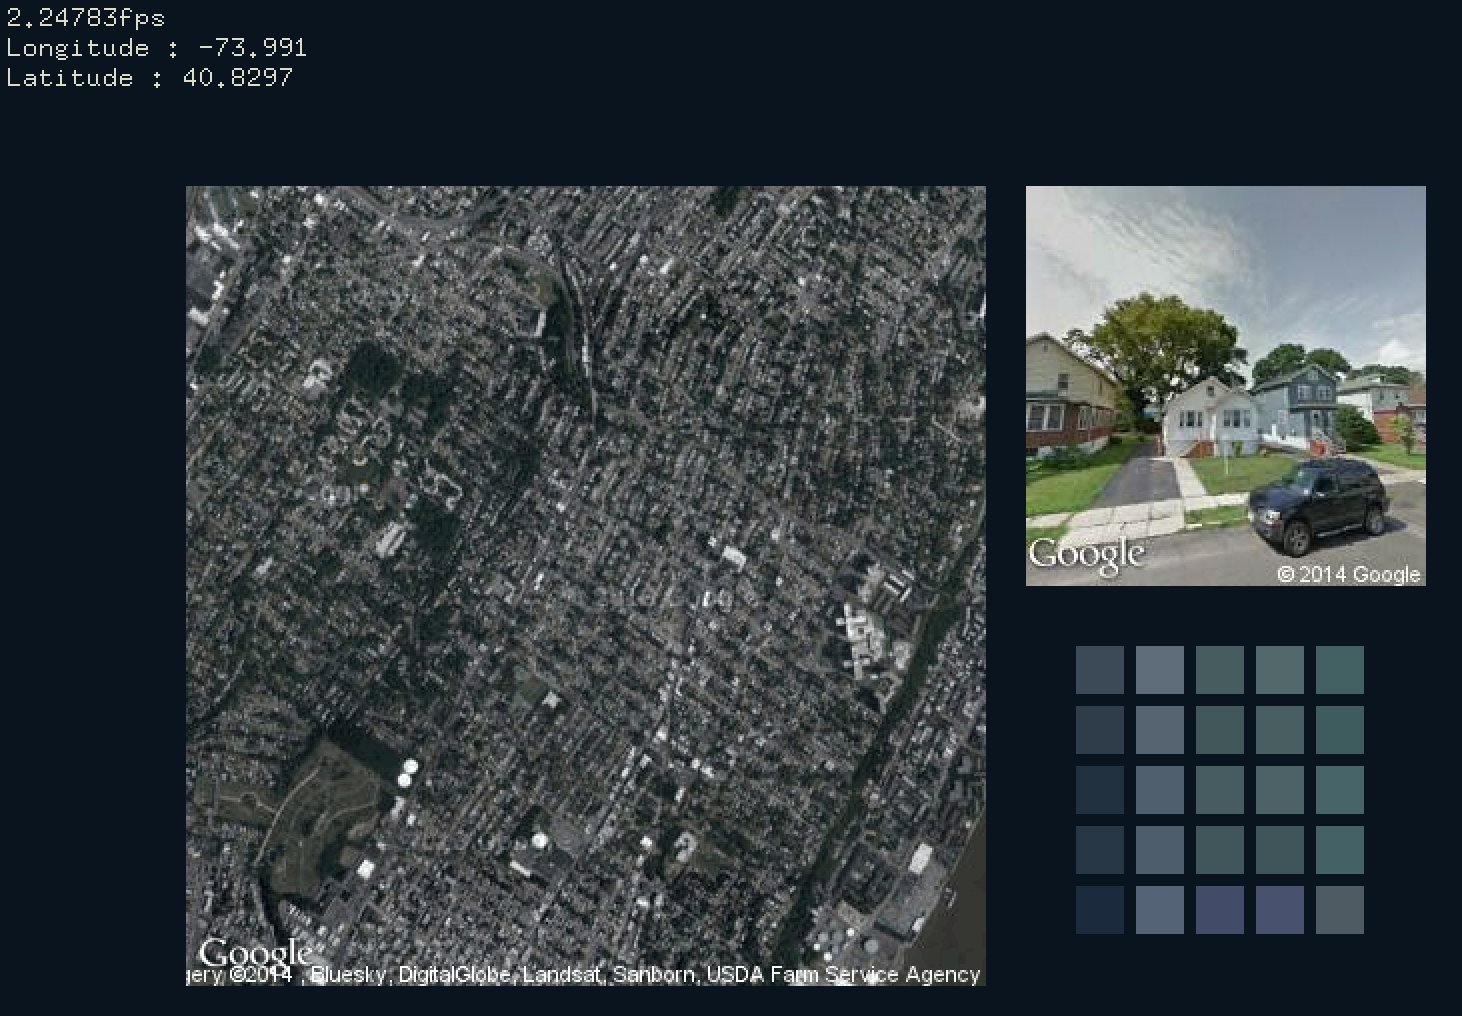 2.24783fps
Longitude : -73.991
Latitude : 40.8297
Google
© 2014 Google
Google
gery ©2014 , Bluesky, DigitalGlobe, Landsat, Sanborn, USDA Farm Service Agency